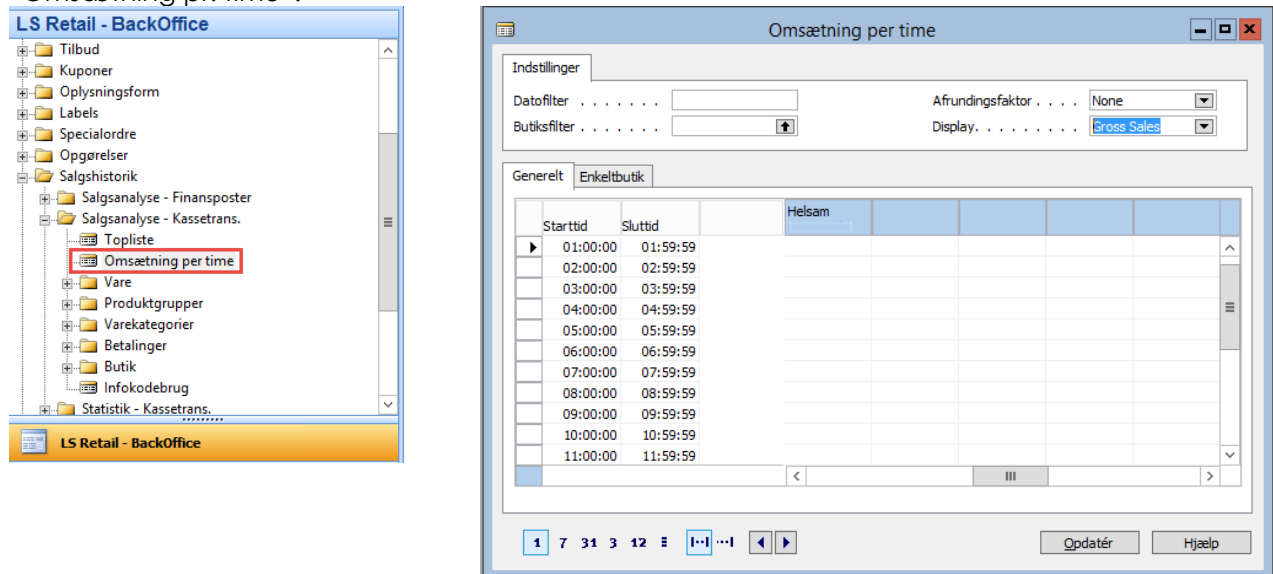 LS Retail - BackOffice
Tilbud
Kuponer
Oplysningsform
Labels
Specialordre
Opgørelser
Salgshistorik
Salgsanalyse - Finansposter
Salgsanalyse - Kassetrans.
Topliste
Omsætning per time
Vare
Produktgrupper
Varekategorier
Betalinger
Butik
Infokodebrug
Statistik - Kassetrans.
LS Retail - BackOffice
Omsætning per time
Indstillinger
Datofilter . . . . . . . Afrundingsfaktor . . . . None
Butiksfilter . . . . . . . Display. . . . . . . . . Gross Sales
Generelt Enkeltbutik
Starttid Sluttid Helsam
01:00:00 01:59:59
02:00:00 02:59:59
03:00:00 03:59:59
04:00:00 04:59:59
05:00:00 05:59:59
06:00:00 06:59:59
07:00:00 07:59:59
08:00:00 08:59:59
09:00:00 09:59:59
10:00:00 10:59:59
11:00:00 11:59:59
1 7 31 3 12 Opdatér Hjælp